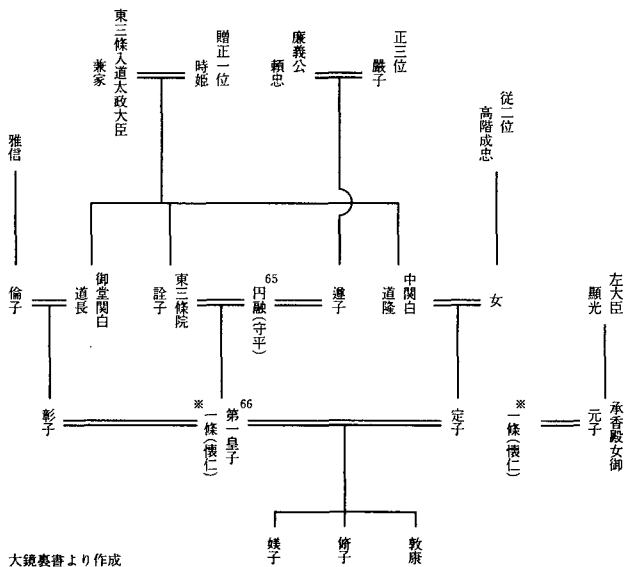 正三位
嚴子
廉義公
頼忠
贈正一位
時姫
東三條入道太政大臣
兼家
従二位
高階成忠
雅信
左大臣
顯光
女
中関白
道隆
遵子
65
円融(守平)
東三條院
詮子
御堂関白
道長
倫子
承香殿女御
元子
※
一條(懐仁)
定子
66
第一皇子
※
一條(懐仁)
彰子
敦康
脩子
媄子
大鏡裏書より作成